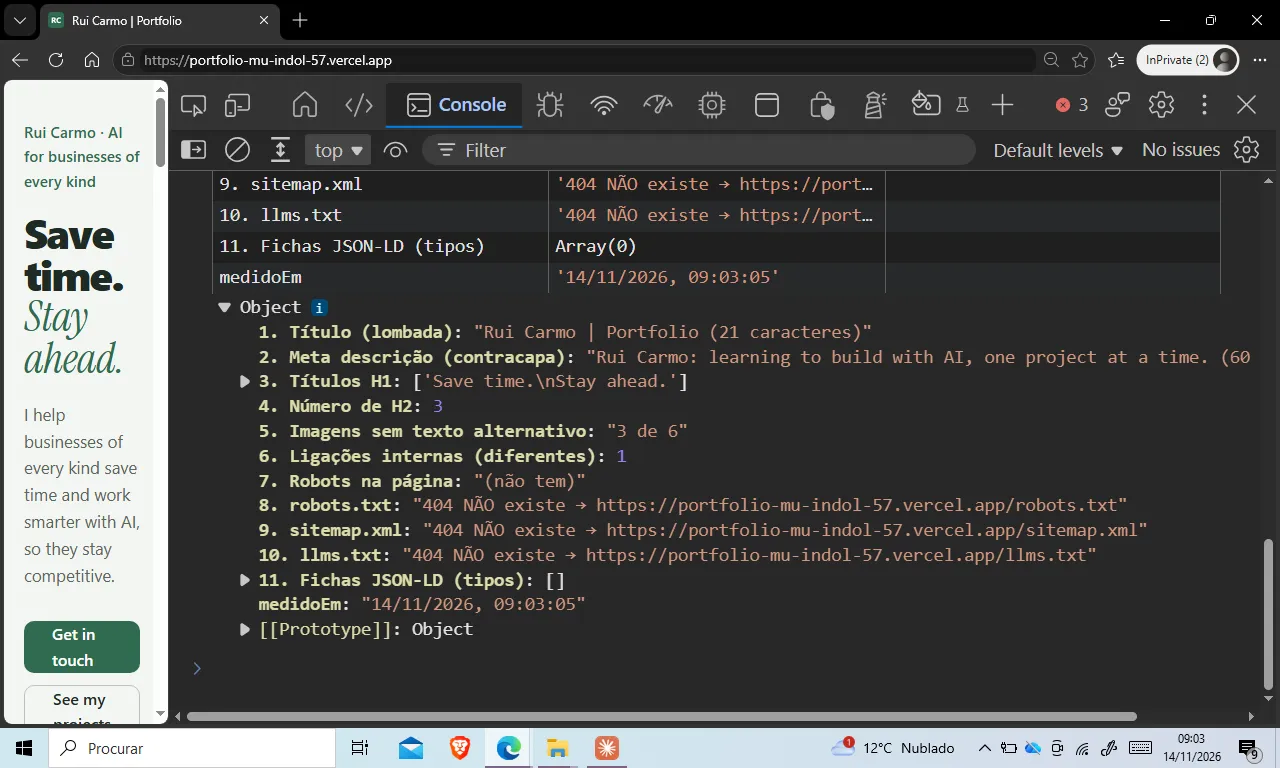 RC Rui Carmo | Portfolio
https://portfolio-mu-indol-57.vercel.app
InPrivate (2)
Rui Carmo · AI
for businesses of
every kind
Save
time.
Stay
ahead.
I help
businesses of
every kind save
time and work
smarter with AI,
so they stay
competitive.
Get in
touch
See my
projects
Console
3
top
Filter
Default levels
No issues
9. sitemap.xml '404 NÃO existe → https://port…
10. llms.txt '404 NÃO existe → https://port…
11. Fichas JSON-LD (tipos) Array(0)
medidoEm '14/11/2026, 09:03:05'
Object i
1. Título (lombada): "Rui Carmo | Portfolio (21 caracteres)"
2. Meta descrição (contracapa): "Rui Carmo: learning to build with AI, one project at a time. (60
3. Títulos H1: ['Save time.\nStay ahead.']
4. Número de H2: 3
5. Imagens sem texto alternativo: "3 de 6"
6. Ligações internas (diferentes): 1
7. Robots na página: "(não tem)"
8. robots.txt: "404 NÃO existe → https://portfolio-mu-indol-57.vercel.app/robots.txt"
9. sitemap.xml: "404 NÃO existe → https://portfolio-mu-indol-57.vercel.app/sitemap.xml"
10. llms.txt: "404 NÃO existe → https://portfolio-mu-indol-57.vercel.app/llms.txt"
11. Fichas JSON-LD (tipos): []
medidoEm: "14/11/2026, 09:03:05"
[[Prototype]]: Object
Procurar
1
12°C Nublado
09:03
14/11/2026
9